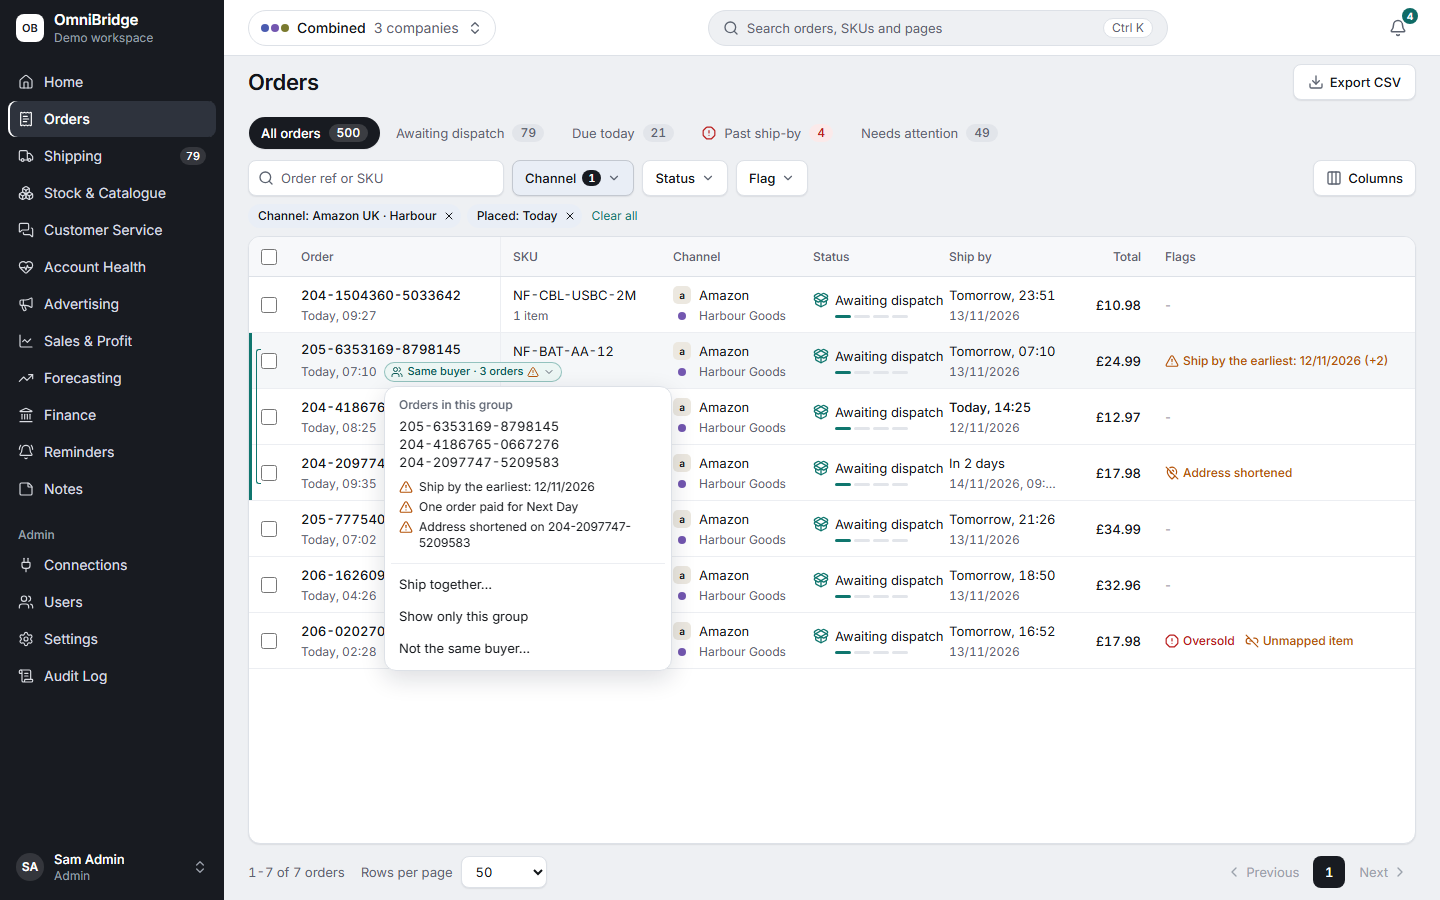 OB
OmniBridge
Demo workspace
Combined 3 companies
Search orders, SKUs and pages
Ctrl K
4
Home
Orders
Shipping 79
Stock & Catalogue
Customer Service
Account Health
Advertising
Sales & Profit
Forecasting
Finance
Reminders
Notes
Admin
Connections
Users
Settings
Audit Log
SA
Sam Admin
Admin
Orders
Export CSV
All orders 500
Awaiting dispatch 79
Due today 21
Past ship-by 4
Needs attention 49
Order ref or SKU
Channel 1
Status
Flag
Columns
Channel: Amazon UK · Harbour
Placed: Today
Clear all
Order SKU Channel Status Ship by Total Flags
204-1504360-5033642 NF-CBL-USBC-2M a Amazon Awaiting dispatch Tomorrow, 23:51 £10.98 -
Today, 09:27 1 item Harbour Goods 13/11/2026
205-6353169-8798145 NF-BAT-AA-12 a Amazon Awaiting dispatch Tomorrow, 07:10 £24.99 Ship by the earliest: 12/11/2026 (+2)
Today, 07:10 Same buyer · 3 orders Harbour Goods 13/11/2026
204-41867 a Amazon Awaiting dispatch Today, 14:25 £12.97 -
Today, 08:25 Harbour Goods 12/11/2026
204-209774 a Amazon Awaiting dispatch In 2 days £17.98 Address shortened
Today, 09:35 Harbour Goods 14/11/2026, 09:...
205-777540 a Amazon Awaiting dispatch Tomorrow, 21:26 £34.99 -
Today, 07:02 Harbour Goods 13/11/2026
206-162609 a Amazon Awaiting dispatch Tomorrow, 18:50 £32.96 -
Today, 04:26 Harbour Goods 13/11/2026
206-020270 a Amazon Awaiting dispatch Tomorrow, 16:52 £17.98 Oversold Unmapped item
Today, 02:28 Harbour Goods 13/11/2026
Orders in this group
205-6353169-8798145
204-4186765-0667276
204-2097747-5209583
Ship by the earliest: 12/11/2026
One order paid for Next Day
Address shortened on 204-2097747-
5209583
Ship together...
Show only this group
Not the same buyer...
1-7 of 7 orders
Rows per page 50
Previous 1 Next